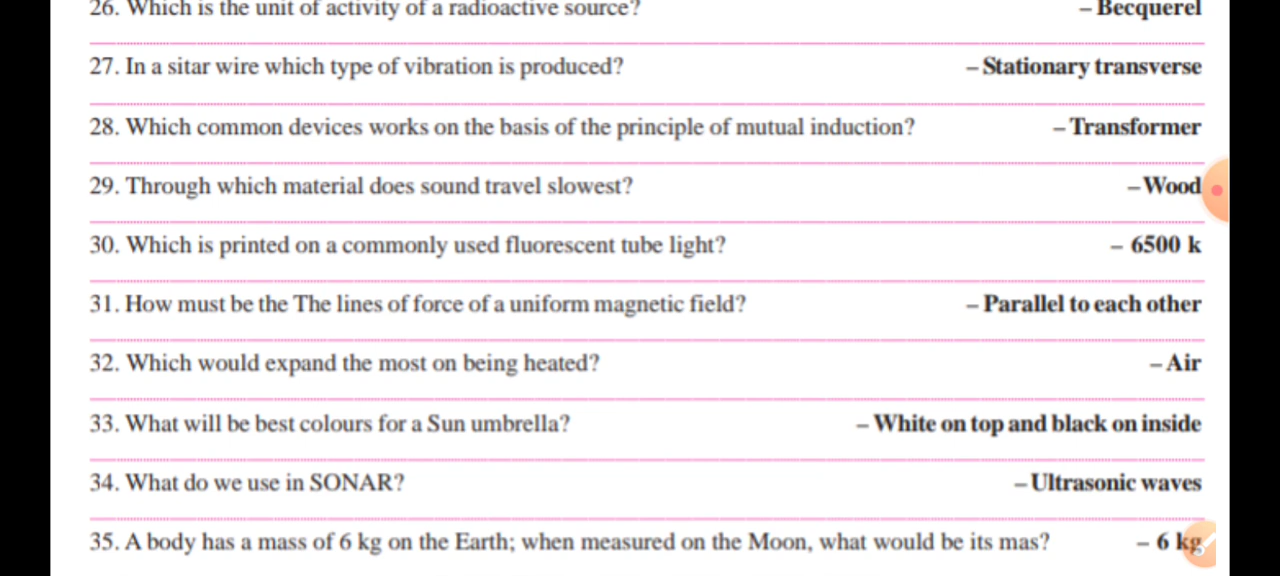 26. Which is the unit of activity of a radioactive source? – Becquerel
27. In a sitar wire which type of vibration is produced? – Stationary transverse
28. Which common devices works on the basis of the principle of mutual induction? – Transformer
29. Through which material does sound travel slowest? – Wood
30. Which is printed on a commonly used fluorescent tube light? – 6500 k
31. How must be the The lines of force of a uniform magnetic field? – Parallel to each other
32. Which would expand the most on being heated? – Air
33. What will be best colours for a Sun umbrella? – White on top and black on inside
34. What do we use in SONAR? – Ultrasonic waves
35. A body has a mass of 6 kg on the Earth; when measured on the Moon, what would be its mas? – 6 kg